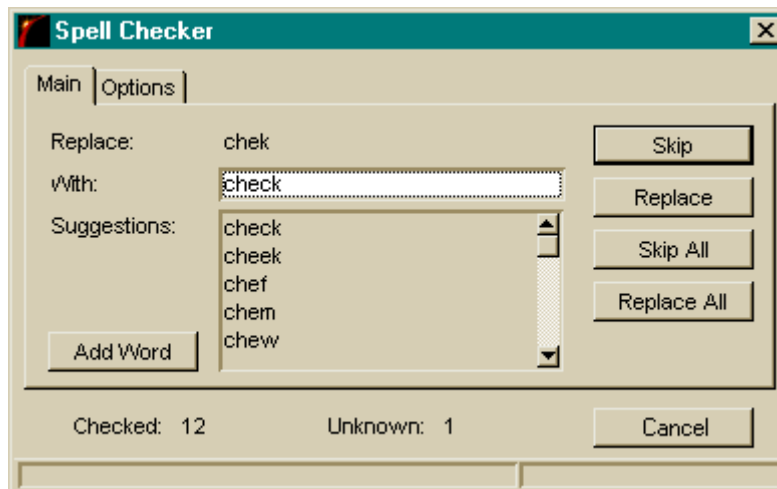 Spell Checker
Main Options
Replace: chek
With: check
Suggestions:
check
cheek
chef
chem
chew
Add Word
Skip
Replace
Skip All
Replace All
Checked: 12 Unknown: 1
Cancel